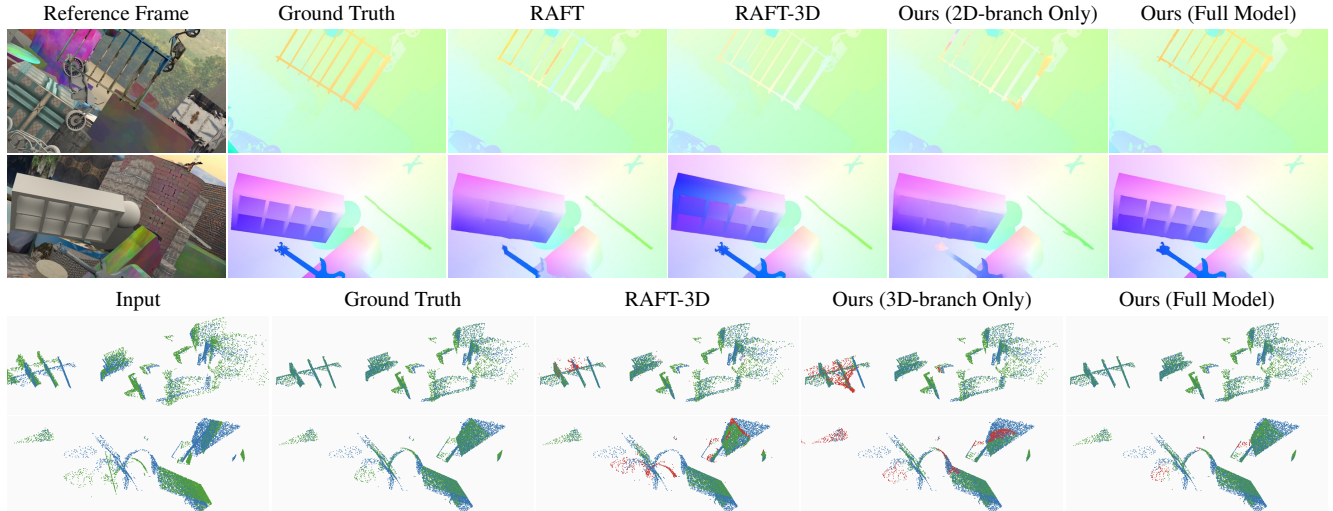 Reference Frame Ground Truth RAFT RAFT-3D Ours (2D-branch Only) Ours (Full Model)
Input Ground Truth RAFT-3D Ours (3D-branch Only) Ours (Full Model)